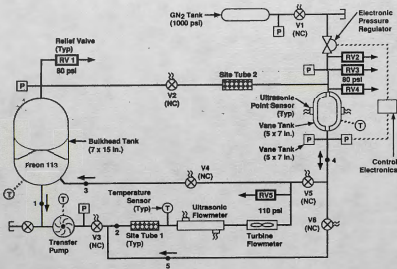 GN2 Tank
(1000 psi)
V1
(NC)
P
Electronic
Pressure
Regulator
Relief Valve
(Typ)
RV 1
80 psi
RV2
RV3
80 psi
RV4
P
P
Site Tube 2
V2
(NC)
Ultrasonic
Point Sensor
(Typ)
Vane Tank
(5 x 7 in.)
T
Bulkhead Tank
(7 x 15 in.)
Vane Tank
(5 x 7 in.)
P
P
Control
Electronics
Freon 113
T
4
V4
(NC)
V5
(NC)
3
Temperature
Sensor
(Typ)
Ultrasonic
Flowmeter
RV5
110 psi
V6
(NC)
1
T
P
T
Transfer
Pump
V3
(NC)
2
Site Tube 1
(Typ)
Turbine
Flowmeter
5